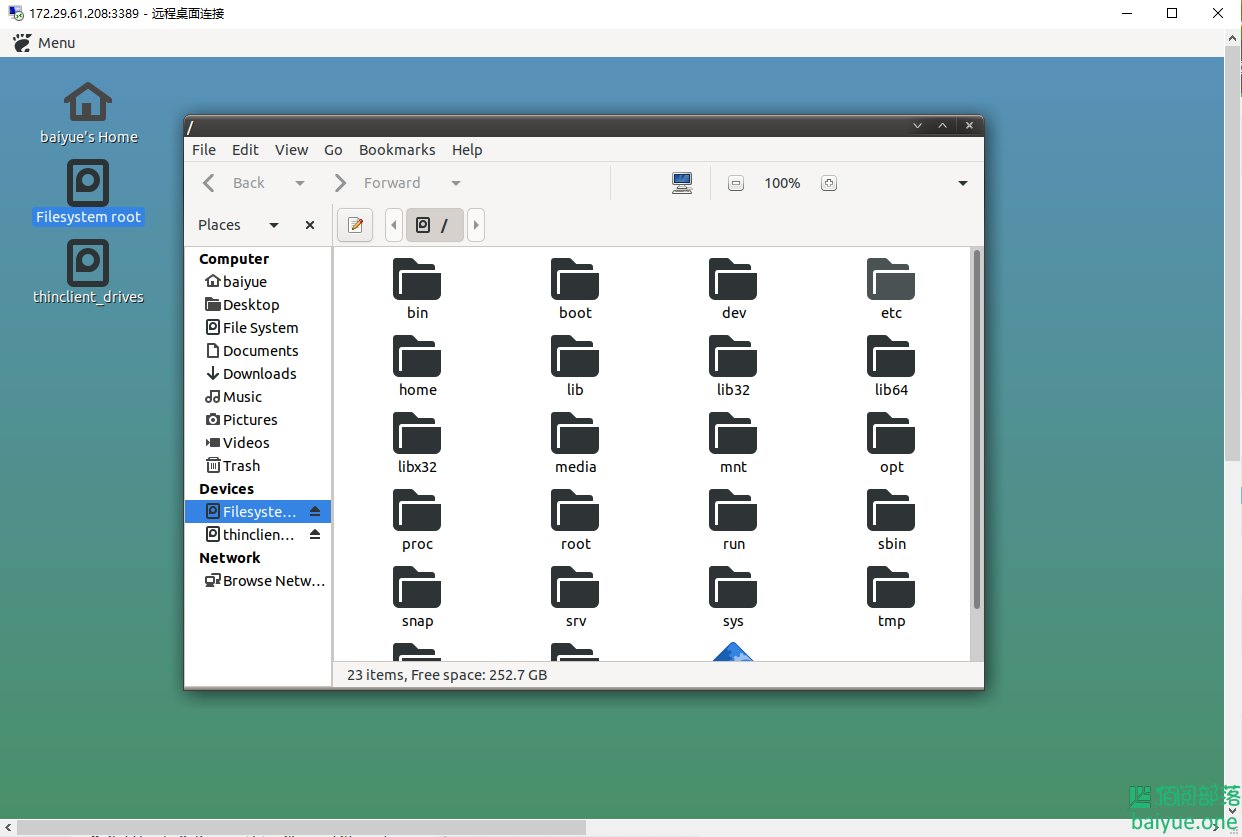 172.29.61.208:3389 - 远程桌面连接
Menu
baiyue's Home
Filesystem root
thinclient_drives
/
File Edit View Go Bookmarks Help
Back Forward 100%
Places /
Computer
baiyue
Desktop
File System
Documents
Downloads
Music
Pictures
Videos
Trash
Devices
Filesyste...
thinclien...
Network
Browse Netw...
bin boot dev etc
home lib lib32 lib64
libx32 media mnt opt
proc root run sbin
snap srv sys tmp
23 items, Free space: 252.7 GB
佰阅部落
baiyue.one